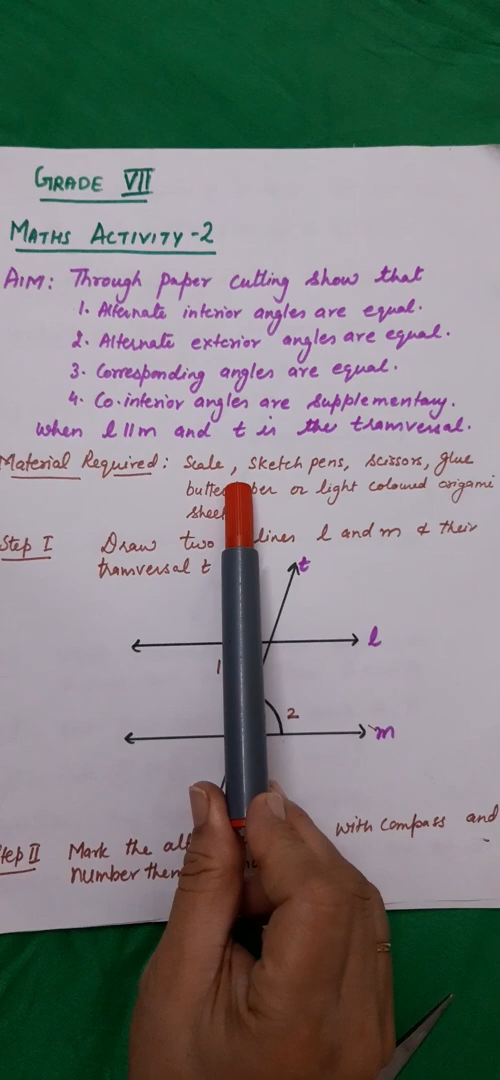 GRADE VII
MATHS ACTIVITY-2
AIM: Through paper cutting show that
1. Alternate interior angles are equal.
2. Alternate exterior angles are equal.
3. Corresponding angles are equal.
4. Co-interior angles are supplementary.
when l || m and t is the tranversal.
Material Required: Scale, sketch pens, scissors, glue
or light coloured origami
Step I Draw two lines l and m & their
tranversal t
t
l
1
2
m
Step II Mark the with compass and
number them